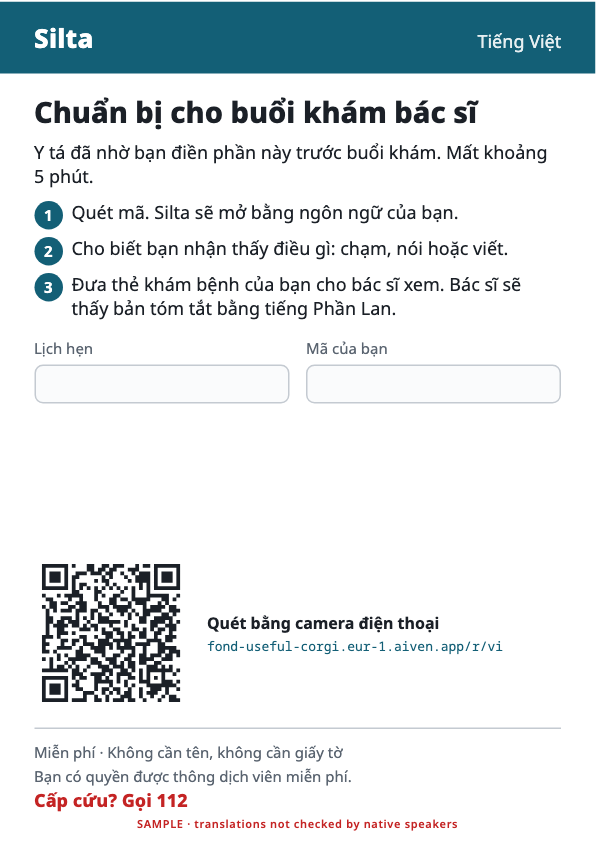 Silta
Tiếng Việt
Chuẩn bị cho buổi khám bác sĩ
Y tá đã nhờ bạn điền phần này trước buổi khám. Mất khoảng
5 phút.
1 Quét mã. Silta sẽ mở bằng ngôn ngữ của bạn.
2 Cho biết bạn nhận thấy điều gì: chạm, nói hoặc viết.
3 Đưa thẻ khám bệnh của bạn cho bác sĩ xem. Bác sĩ sẽ
thấy bản tóm tắt bằng tiếng Phần Lan.
Lịch hẹn
Mã của bạn
Quét bằng camera điện thoại
fond-useful-corgi.eur-1.aiven.app/r/vi
Miễn phí · Không cần tên, không cần giấy tờ
Bạn có quyền được thông dịch viên miễn phí.
Cấp cứu? Gọi 112
SAMPLE · translations not checked by native speakers